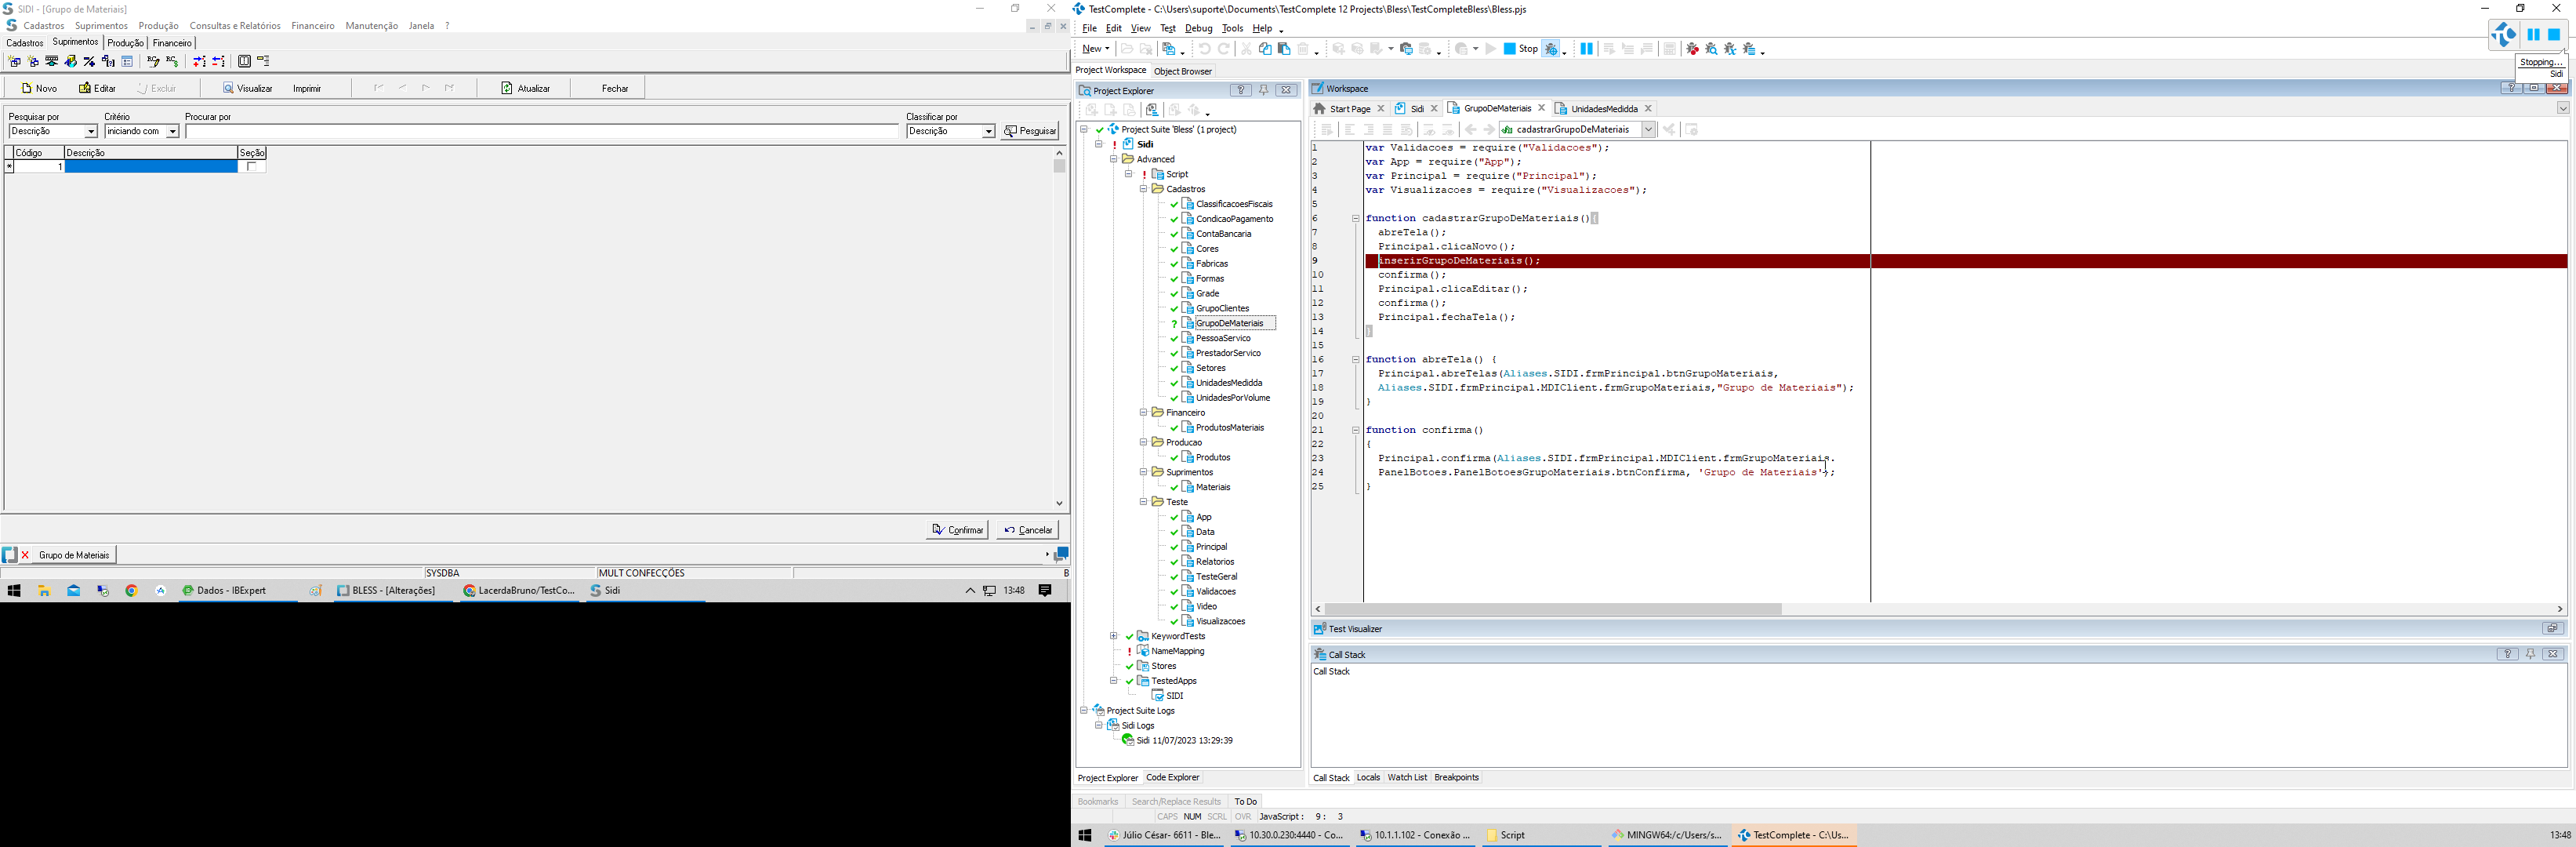 SIDI - [Grupo de Materiais]
Cadastros Suprimentos Produção Consultas e Relatórios Financeiro Manutenção Janela ?
Cadastros Suprimentos Produção Financeiro
Novo Editar Excluir Visualizar Imprimir Atualizar Fechar
Pesquisar por Critério Procurar por Classificar por
Descrição iniciando com Descrição Pesquisar
Código Descrição Seção
* 1
Confirmar Cancelar
Grupo de Materiais
SYSDBA MULT CONFECÇÕES B
Dados - IBExpert BLESS - [Alterações] LacerdaBruno/TestCo... Sidi 13:48
TestComplete - C:\Users\suporte\Documents\TestComplete 12 Projects\Bless\TestCompleteBless\Bless.pjs
File Edit View Test Debug Tools Help
New Stop
Stopping...
Sidi
Project Workspace Object Browser
Project Explorer
Project Suite 'Bless' (1 project)
Sidi
Advanced
Script
Cadastros
ClassificacoesFiscais
CondicaoPagamento
ContaBancaria
Cores
Fabricas
Formas
Grade
GrupoClientes
GrupoDeMateriais
PessoaServico
PrestadorServico
Setores
UnidadesMedidda
UnidadesPorVolume
Financeiro
ProdutosMateriais
Producao
Produtos
Suprimentos
Materiais
Teste
App
Data
Principal
Relatorios
TesteGeral
Validacoes
Video
Visualizacoes
KeywordTests
NameMapping
Stores
TestedApps
SIDI
Project Suite Logs
Sidi Logs
Sidi 11/07/2023 13:29:39
Project Explorer Code Explorer
Workspace
Start Page Sidi GrupoDeMateriais UnidadesMedidda
cadastrarGrupoDeMateriais
1 var Validacoes = require("Validacoes");
2 var App = require("App");
3 var Principal = require("Principal");
4 var Visualizacoes = require("Visualizacoes");
5
6 function cadastrarGrupoDeMateriais(){
7 abreTela();
8 Principal.clicaNovo();
9 inserirGrupoDeMateriais();
10 confirma();
11 Principal.clicaEditar();
12 confirma();
13 Principal.fechaTela();
14 }
15
16 function abreTela() {
17 Principal.abreTelas(Aliases.SIDI.frmPrincipal.btnGrupoMateriais,
18 Aliases.SIDI.frmPrincipal.MDIClient.frmGrupoMateriais,"Grupo de Materiais");
19 }
20
21 function confirma()
22 {
23 Principal.confirma(Aliases.SIDI.frmPrincipal.MDIClient.frmGrupoMateriais.
24 PanelBotoes.PanelBotoesGrupoMateriais.btnConfirma, 'Grupo de Materiais');
25 }
Test Visualizer
Call Stack
Call Stack
Call Stack Locals Watch List Breakpoints
Bookmarks Search/Replace Results To Do
CAPS NUM SCRL OVR JavaScript : 9 : 3
Júlio César- 6611 - Ble... 10.30.0.230:4440 - Co... 10.1.1.102 - Conexão ... Script MINGW64:/c/Users/s... TestComplete - C:\Us... 13:48